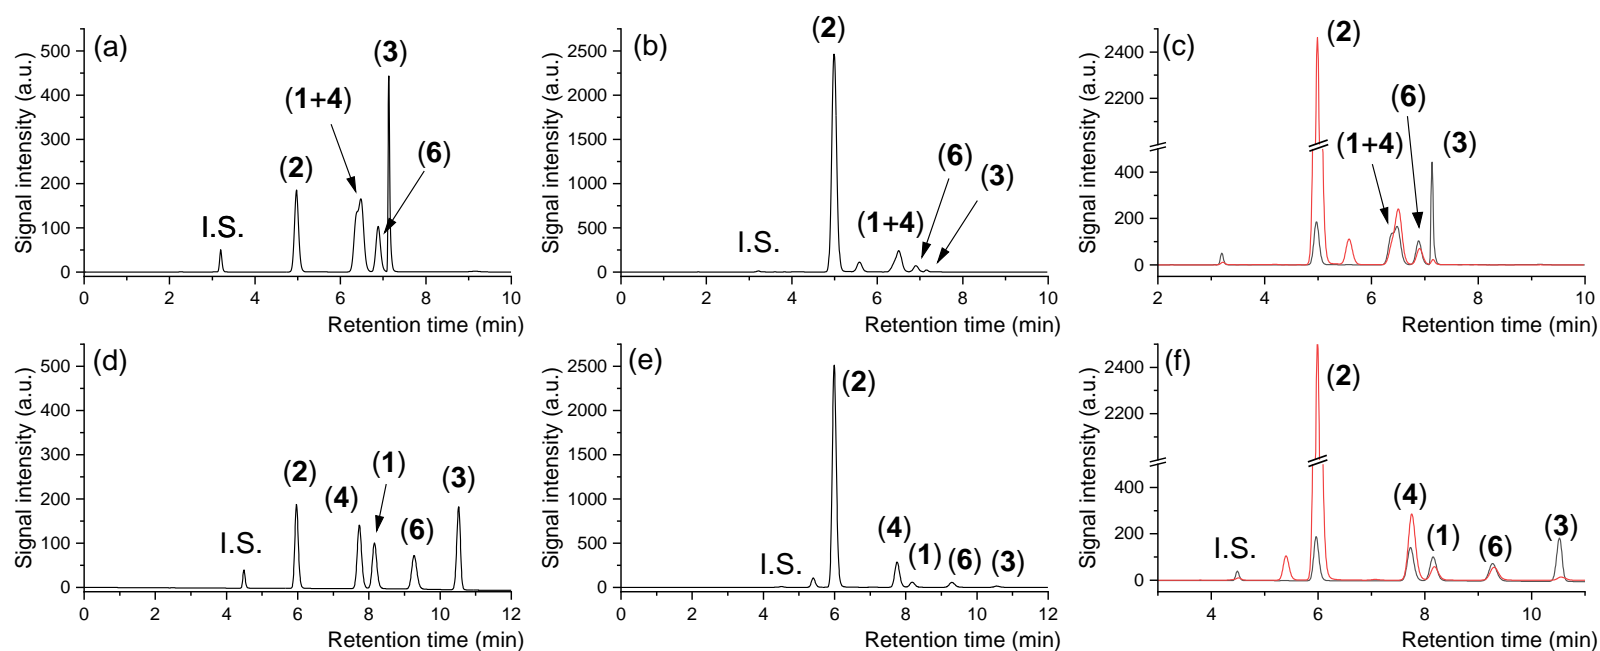 (a)
Signal intensity (a.u.)
500
400
300
200
100
0
I.S.
(2)
(1+4)
(3)
(6)
0 2 4 6 8 10
Retention time (min)
(b)
Signal intensity (a.u.)
2500
2000
1500
1000
500
0
I.S.
(2)
(1+4)
(6)
(3)
0 2 4 6 8 10
Retention time (min)
(c)
Signal intensity (a.u.)
2400
2200
400
200
0
(2)
(1+4)
(6)
(3)
2 4 6 8 10
Retention time (min)
(d)
Signal intensity (a.u.)
500
400
300
200
100
0
I.S.
(2)
(4)
(1)
(6)
(3)
0 2 4 6 8 10 12
Retention time (min)
(e)
Signal intensity (a.u.)
2500
2000
1500
1000
500
0
I.S.
(2)
(4)
(1)
(6)
(3)
0 2 4 6 8 10 12
Retention time (min)
(f)
Signal intensity (a.u.)
2400
2200
400
200
0
I.S.
(2)
(4)
(1)
(6)
(3)
4 6 8 10
Retention time (min)